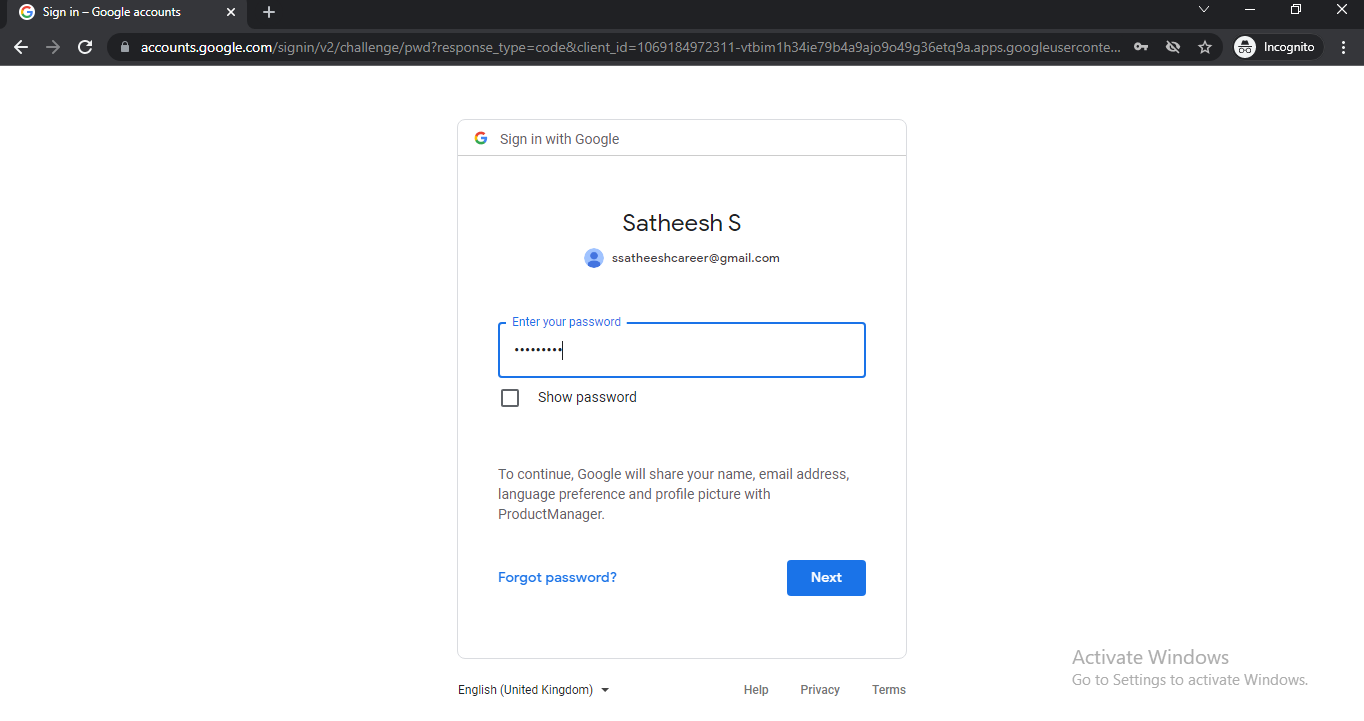 Sign in – Google accounts
accounts.google.com/signin/v2/challenge/pwd?response_type=code&client_id=1069184972311-vtbim1h34ie79b4a9ajo9o49g36etq9a.apps.googleuserconte...
Incognito
Sign in with Google
Satheesh S
ssatheeshcareer@gmail.com
Enter your password
•••••••••
Show password
To continue, Google will share your name, email address,
language preference and profile picture with
ProductManager.
Forgot password?
Next
Activate Windows
Go to Settings to activate Windows.
English (United Kingdom)
Help
Privacy
Terms